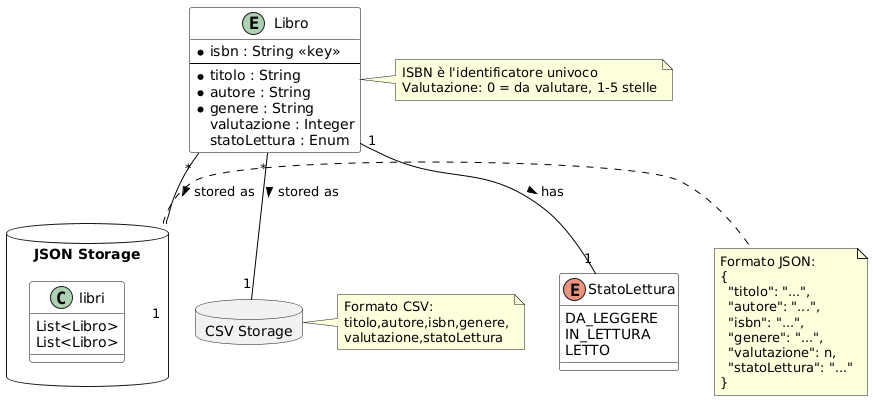 E Libro
isbn : String «key»
titolo : String
autore : String
genere : String
valutazione : Integer
statoLettura : Enum
ISBN è l'identificatore univoco
Valutazione: 0 = da valutare, 1-5 stelle
* * 1
stored as
stored as
has
JSON Storage
C libri
List<Libro>
List<Libro>
1
1
CSV Storage
Formato CSV:
titolo,autore,isbn,genere,
valutazione,statoLettura
1
E StatoLettura
DA_LEGGERE
IN_LETTURA
LETTO
Formato JSON:
{
"titolo": "...",
"autore": "...",
"isbn": "...",
"genere": "...",
"valutazione": n,
"statoLettura": "..."
}